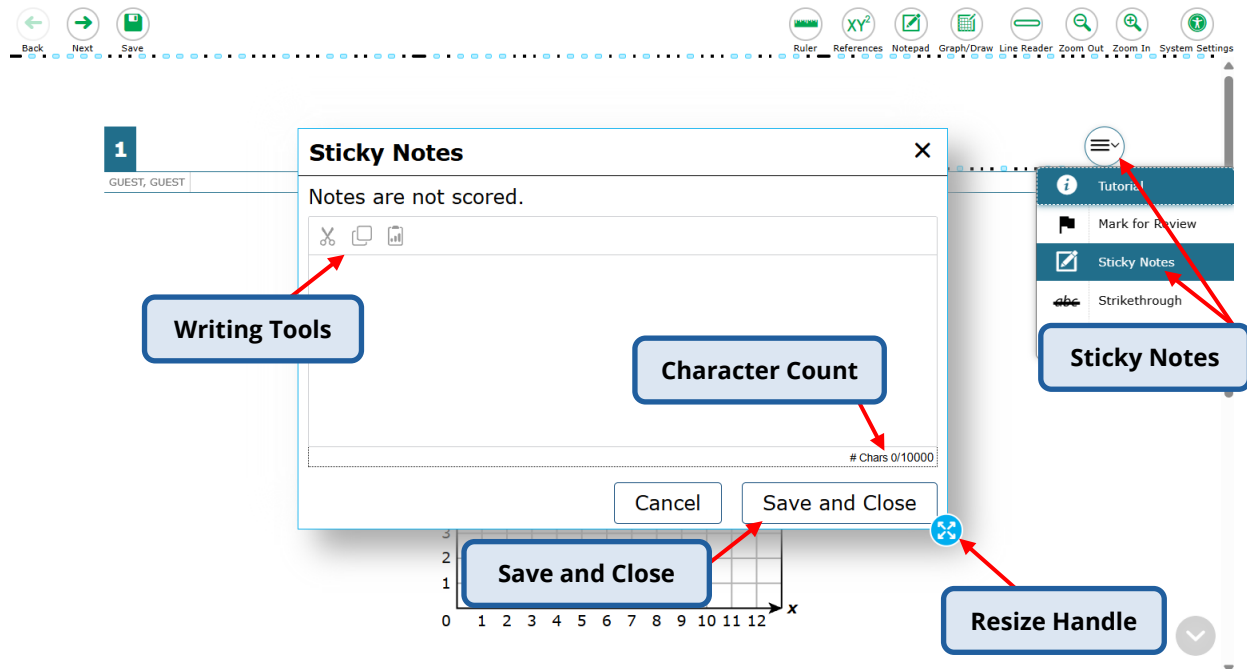 Back Next Save Ruler References Notepad Graph/Draw Line Reader Zoom Out Zoom In System Settings
XY²
1
GUEST, GUEST
Sticky Notes
Notes are not scored.
Tutorial
Mark for Review
Sticky Notes
abc Strikethrough
Writing Tools
Sticky Notes
Character Count
# Chars 0/10000
Cancel Save and Close
3
2
1
Save and Close
x
0 1 2 3 4 5 6 7 8 9 10 11 12
Resize Handle